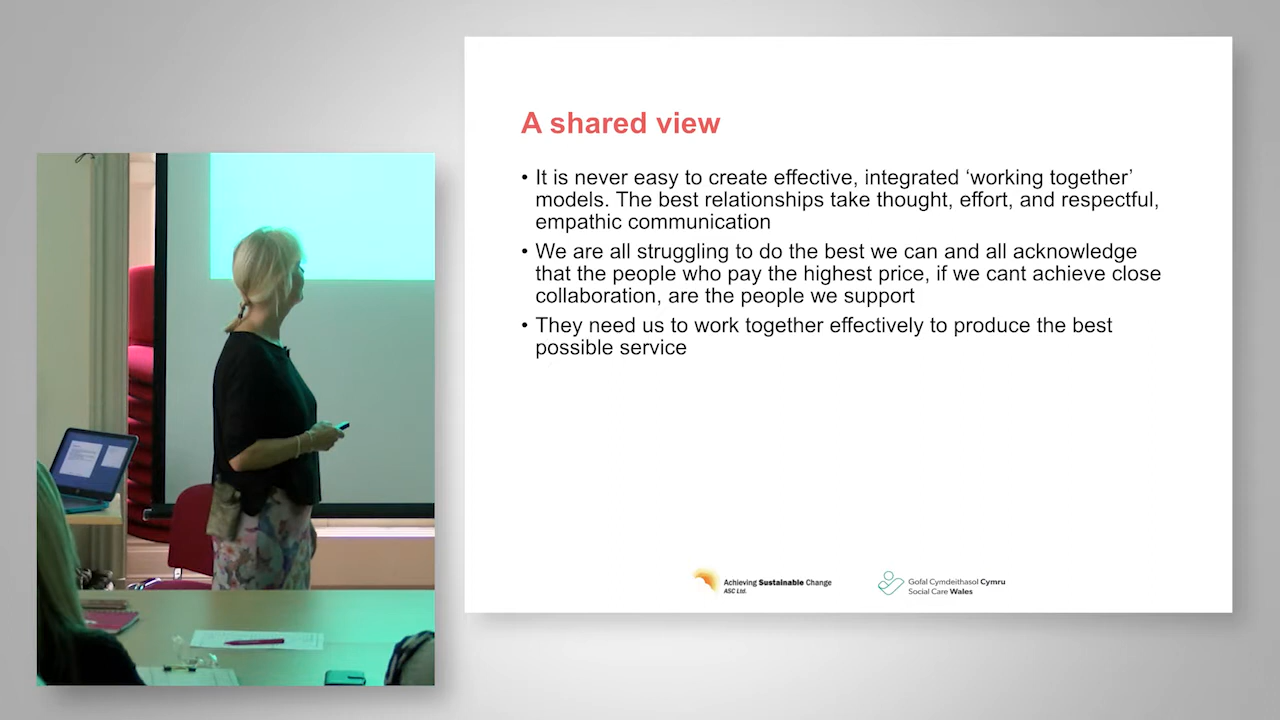 A shared view
• It is never easy to create effective, integrated ‘working together’
models. The best relationships take thought, effort, and respectful,
empathic communication
• We are all struggling to do the best we can and all acknowledge
that the people who pay the highest price, if we cant achieve close
collaboration, are the people we support
• They need us to work together effectively to produce the best
possible service
Achieving Sustainable Change
ASC Ltd.
Gofal Cymdeithasol Cymru
Social Care Wales